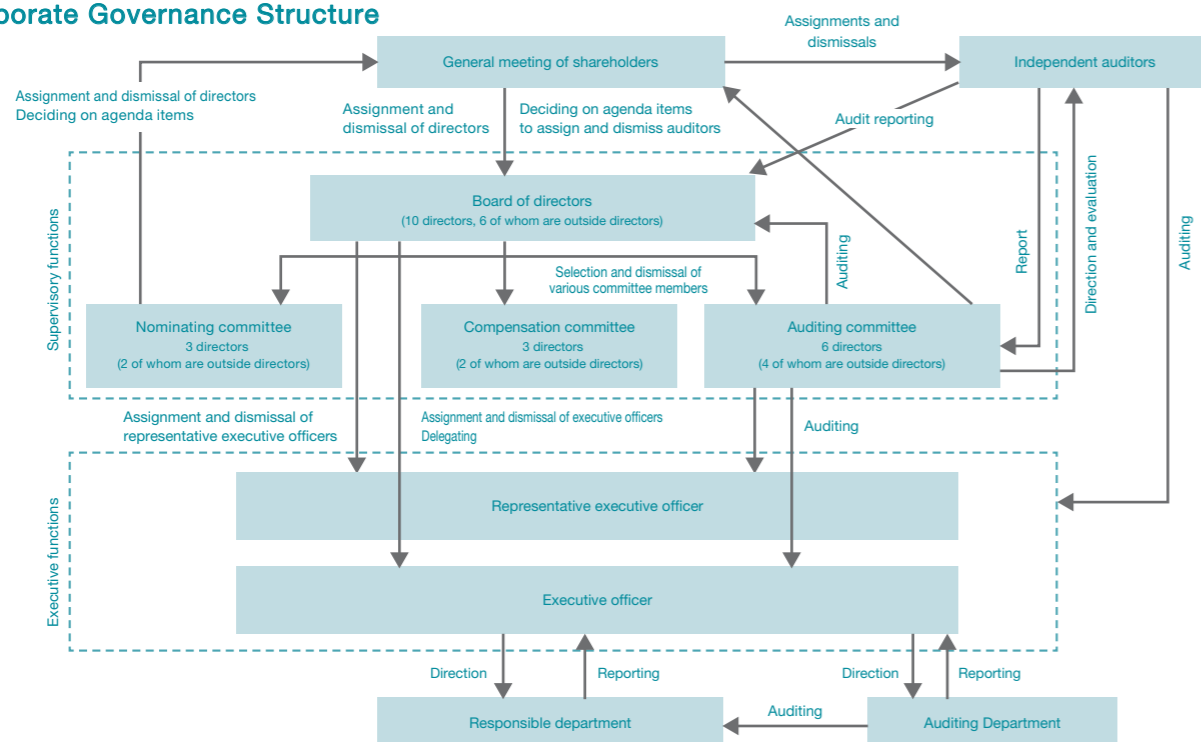 porate Governance Structure
Assignments and
dismissals
General meeting of shareholders
Independent auditors
Assignment and dismissal of directors
Deciding on agenda items
Assignment and
dismissal of directors
Deciding on agenda items
to assign and dismiss auditors
Audit reporting
Board of directors
(10 directors, 6 of whom are outside directors)
Supervisory functions
Auditing
Report
Direction and evaluation
Auditing
Selection and dismissal of
various committee members
Nominating committee
3 directors
(2 of whom are outside directors)
Compensation committee
3 directors
(2 of whom are outside directors)
Auditing committee
6 directors
(4 of whom are outside directors)
Assignment and dismissal of
representative executive officers
Assignment and dismissal of executive officers
Delegating
Auditing
Executive functions
Representative executive officer
Executive officer
Direction
Reporting
Direction
Reporting
Responsible department
Auditing
Auditing Department